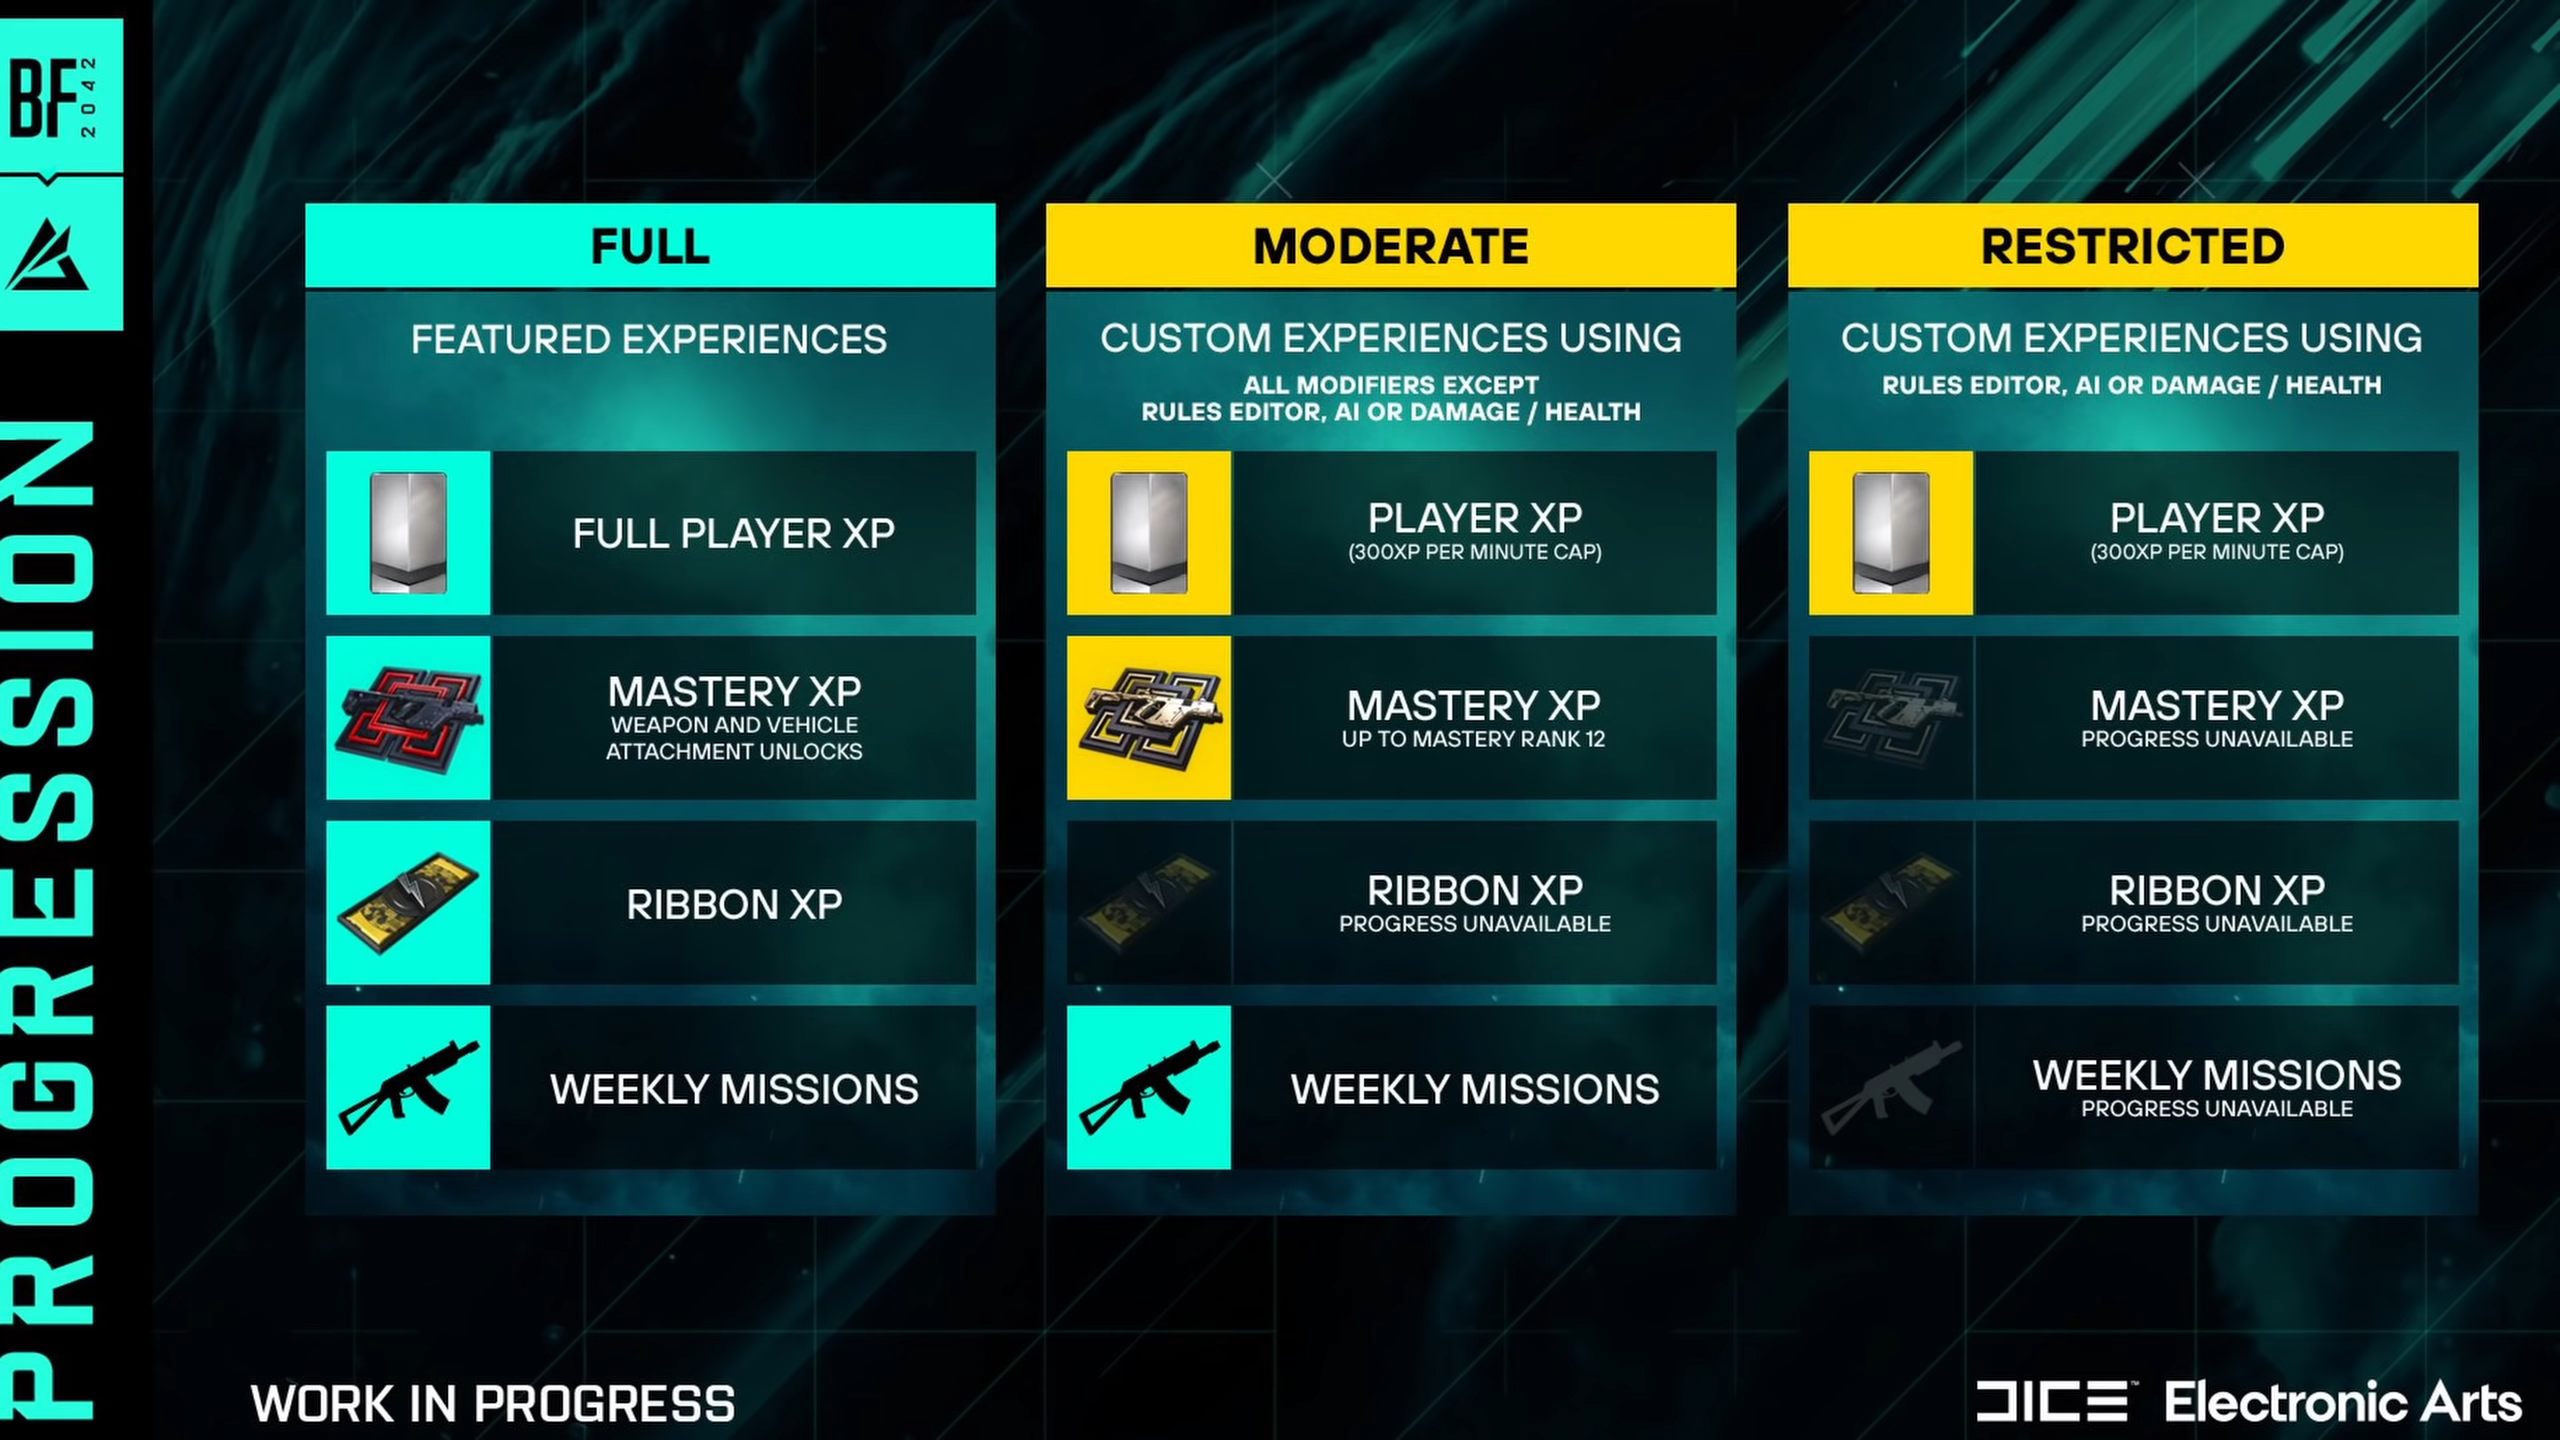 BF
2042
PROGRESSION
FULL
FEATURED EXPERIENCES
FULL PLAYER XP
MASTERY XP
WEAPON AND VEHICLE
ATTACHMENT UNLOCKS
RIBBON XP
WEEKLY MISSIONS
MODERATE
CUSTOM EXPERIENCES USING
ALL MODIFIERS EXCEPT
RULES EDITOR, AI OR DAMAGE / HEALTH
PLAYER XP
(300XP PER MINUTE CAP)
MASTERY XP
UP TO MASTERY RANK 12
RIBBON XP
PROGRESS UNAVAILABLE
WEEKLY MISSIONS
RESTRICTED
CUSTOM EXPERIENCES USING
RULES EDITOR, AI OR DAMAGE / HEALTH
PLAYER XP
(300XP PER MINUTE CAP)
MASTERY XP
PROGRESS UNAVAILABLE
RIBBON XP
PROGRESS UNAVAILABLE
WEEKLY MISSIONS
PROGRESS UNAVAILABLE
WORK IN PROGRESS
DICE™ Electronic Arts